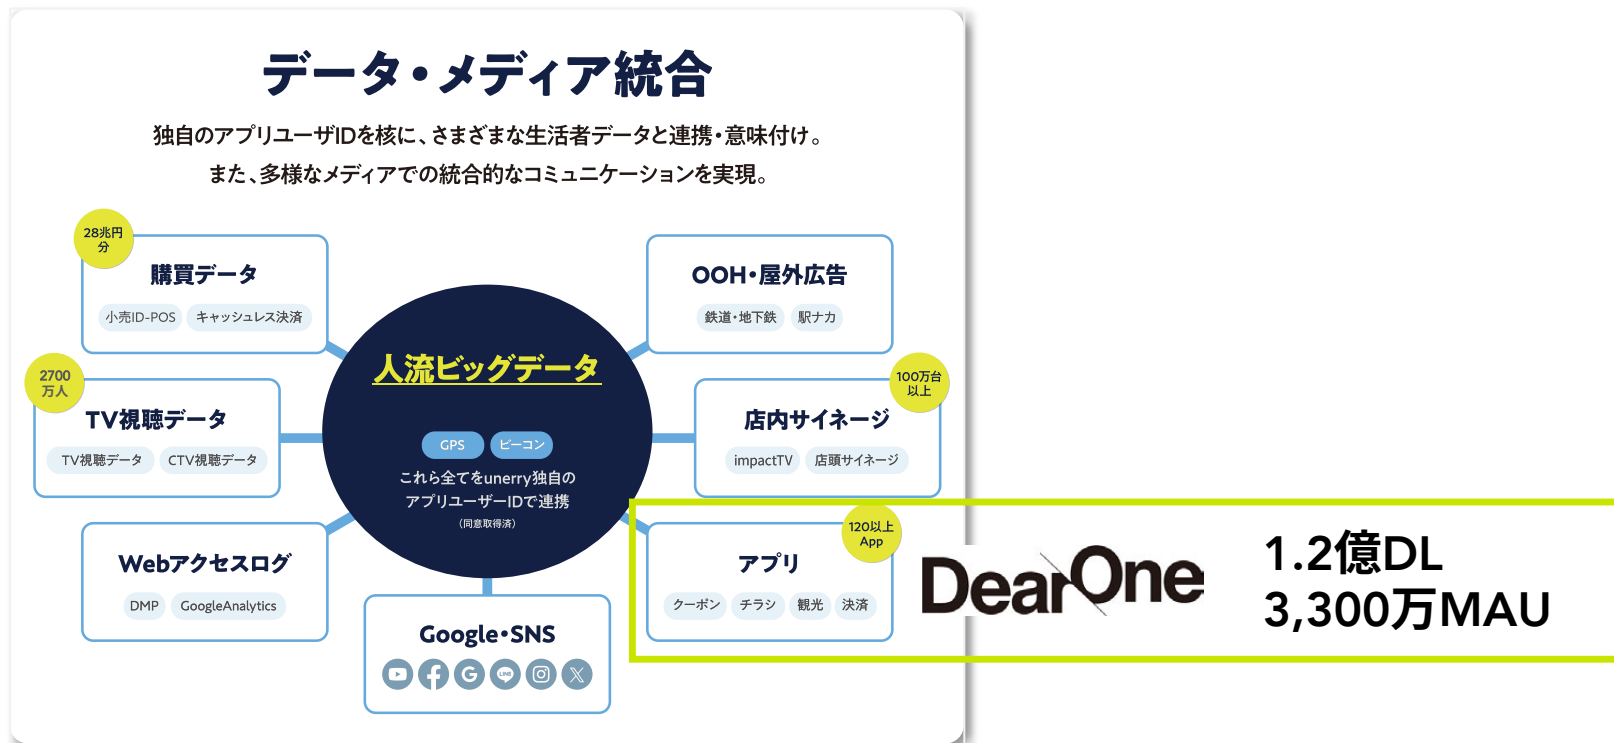 データ・メディア統合
独自のアプリユーザIDを核に、さまざまな生活者データと連携・意味付け。
また、多様なメディアでの統合的なコミュニケーションを実現。
28兆円
分
購買データ
小売ID-POS キャッシュレス決済
OOH・屋外広告
鉄道・地下鉄 駅ナカ
人流ビッグデータ
GPS ビーコン
これら全てをunerry独自の
アプリユーザーIDで連携
（同意取得済）
2700
万人
TV視聴データ
TV視聴データ CTV視聴データ
100万台
以上
店内サイネージ
impactTV 店頭サイネージ
Webアクセスログ
DMP GoogleAnalytics
120以上
App
アプリ
クーポン チラシ 観光 決済
Google・SNS
LINE
DearOne
1.2億DL
3,300万MAU